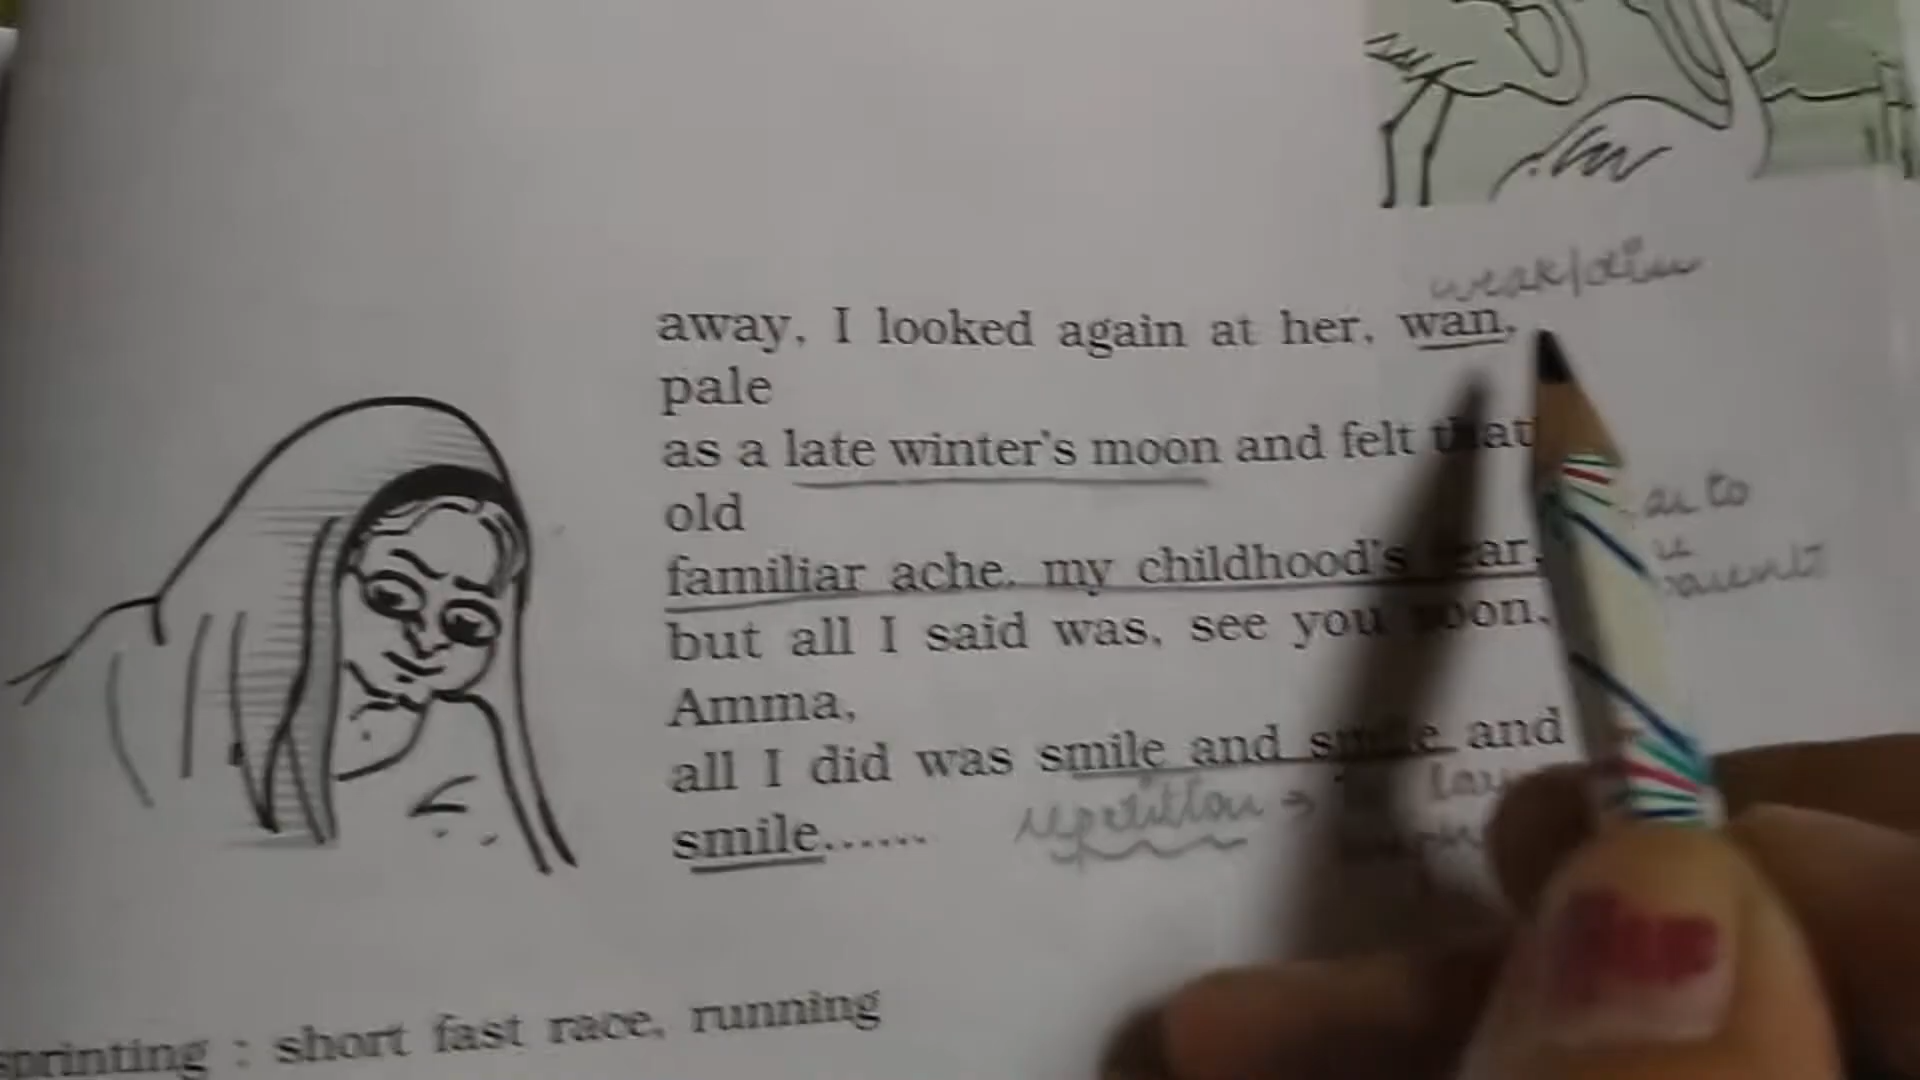 weak/dim
away, I looked again at her, wan,
pale
as a late winter's moon and felt that
old
familiar ache, my childhood's
but all I said was, see you soon,
Amma,
all I did was smile and smile and
smile......
repetition →
sprinting : short fast race, running